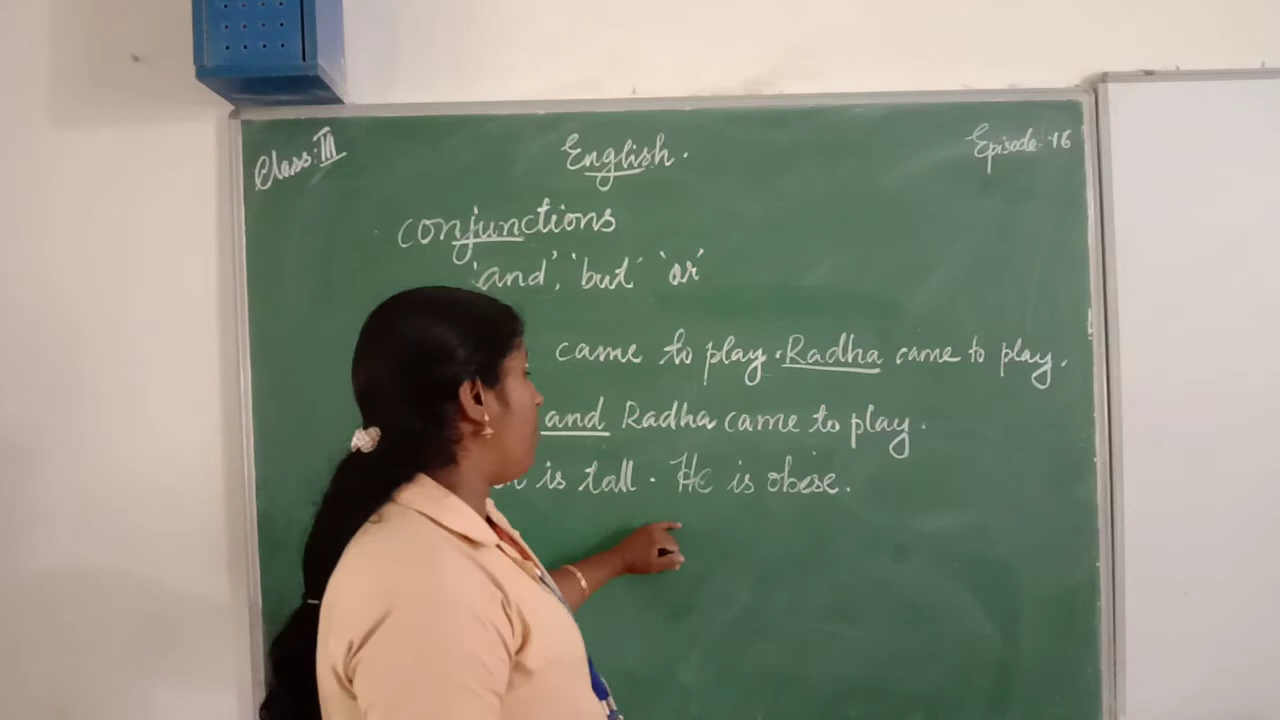 Class: III
English.
Episode-16
conjunctions
'and', 'but' 'or'
came to play. Radha came to play.
and Radha came to play.
is tall. He is obese.